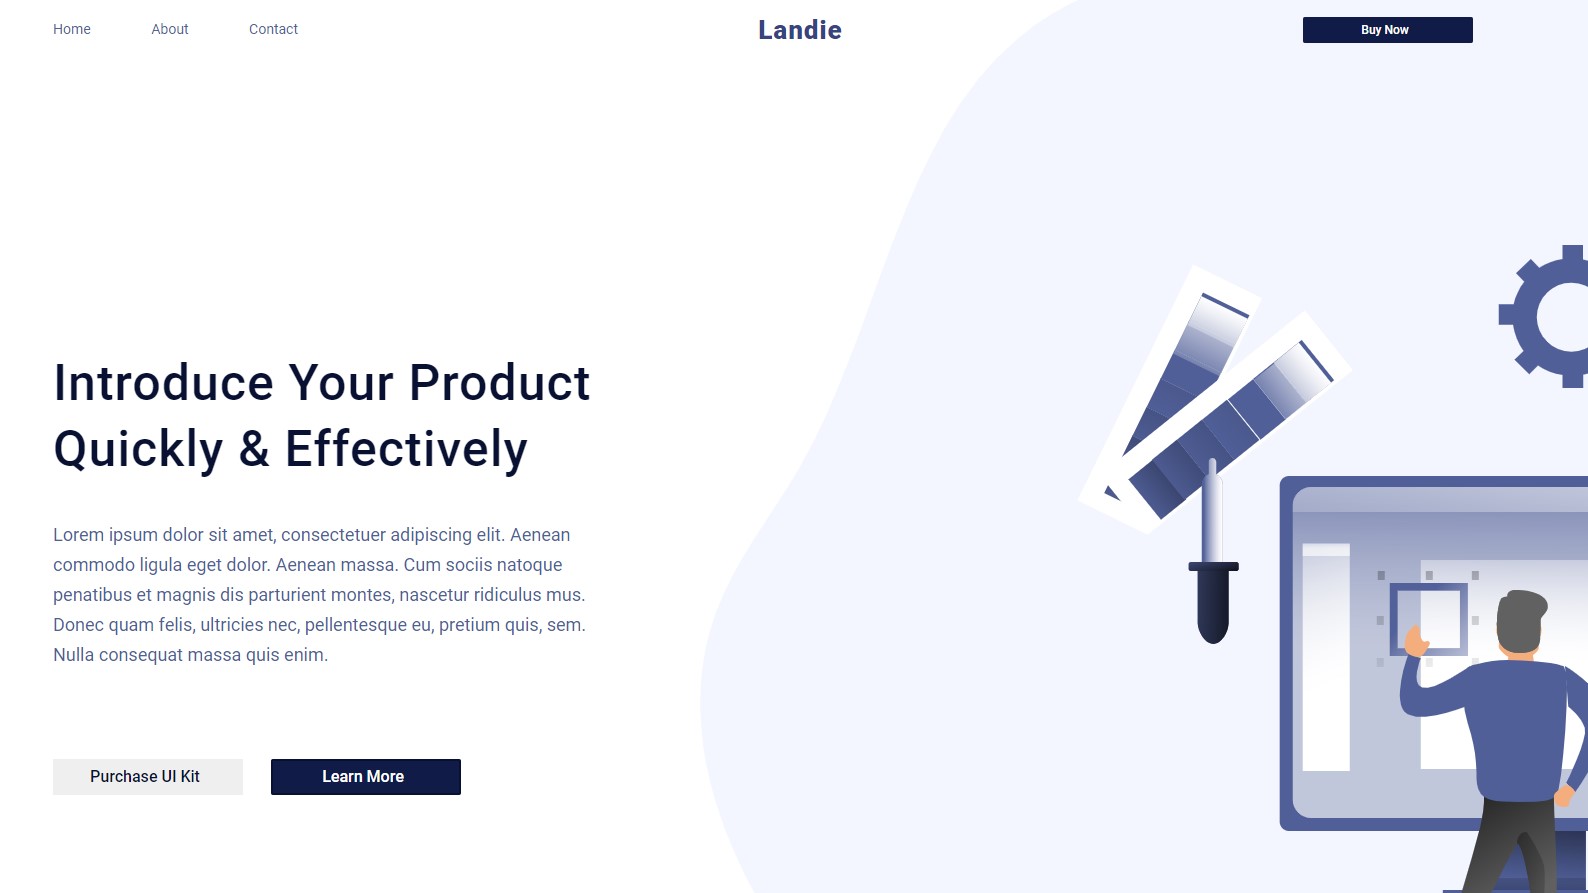 Home About Contact Landie Buy Now
Introduce Your Product
Quickly & Effectively
Lorem ipsum dolor sit amet, consectetuer adipiscing elit. Aenean
commodo ligula eget dolor. Aenean massa. Cum sociis natoque
penatibus et magnis dis parturient montes, nascetur ridiculus mus.
Donec quam felis, ultricies nec, pellentesque eu, pretium quis, sem.
Nulla consequat massa quis enim.
Purchase UI Kit Learn More